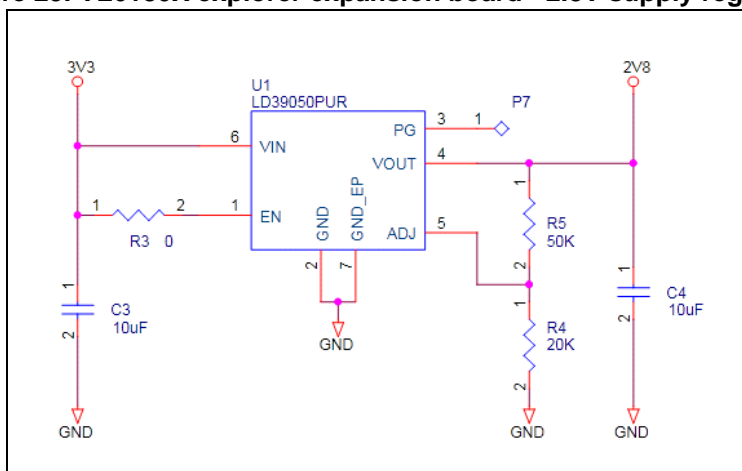 3V3
2V8
U1
LD39050PUR
P7
6
VIN
PG
3
1
VOUT
4
1
2
1
EN
R3 0
GND
GND_EP
ADJ
5
1
R5
50K
2
2
7
1
C3
10uF
2
GND
1
R4
20K
2
1
C4
10uF
2
GND
GND
GND